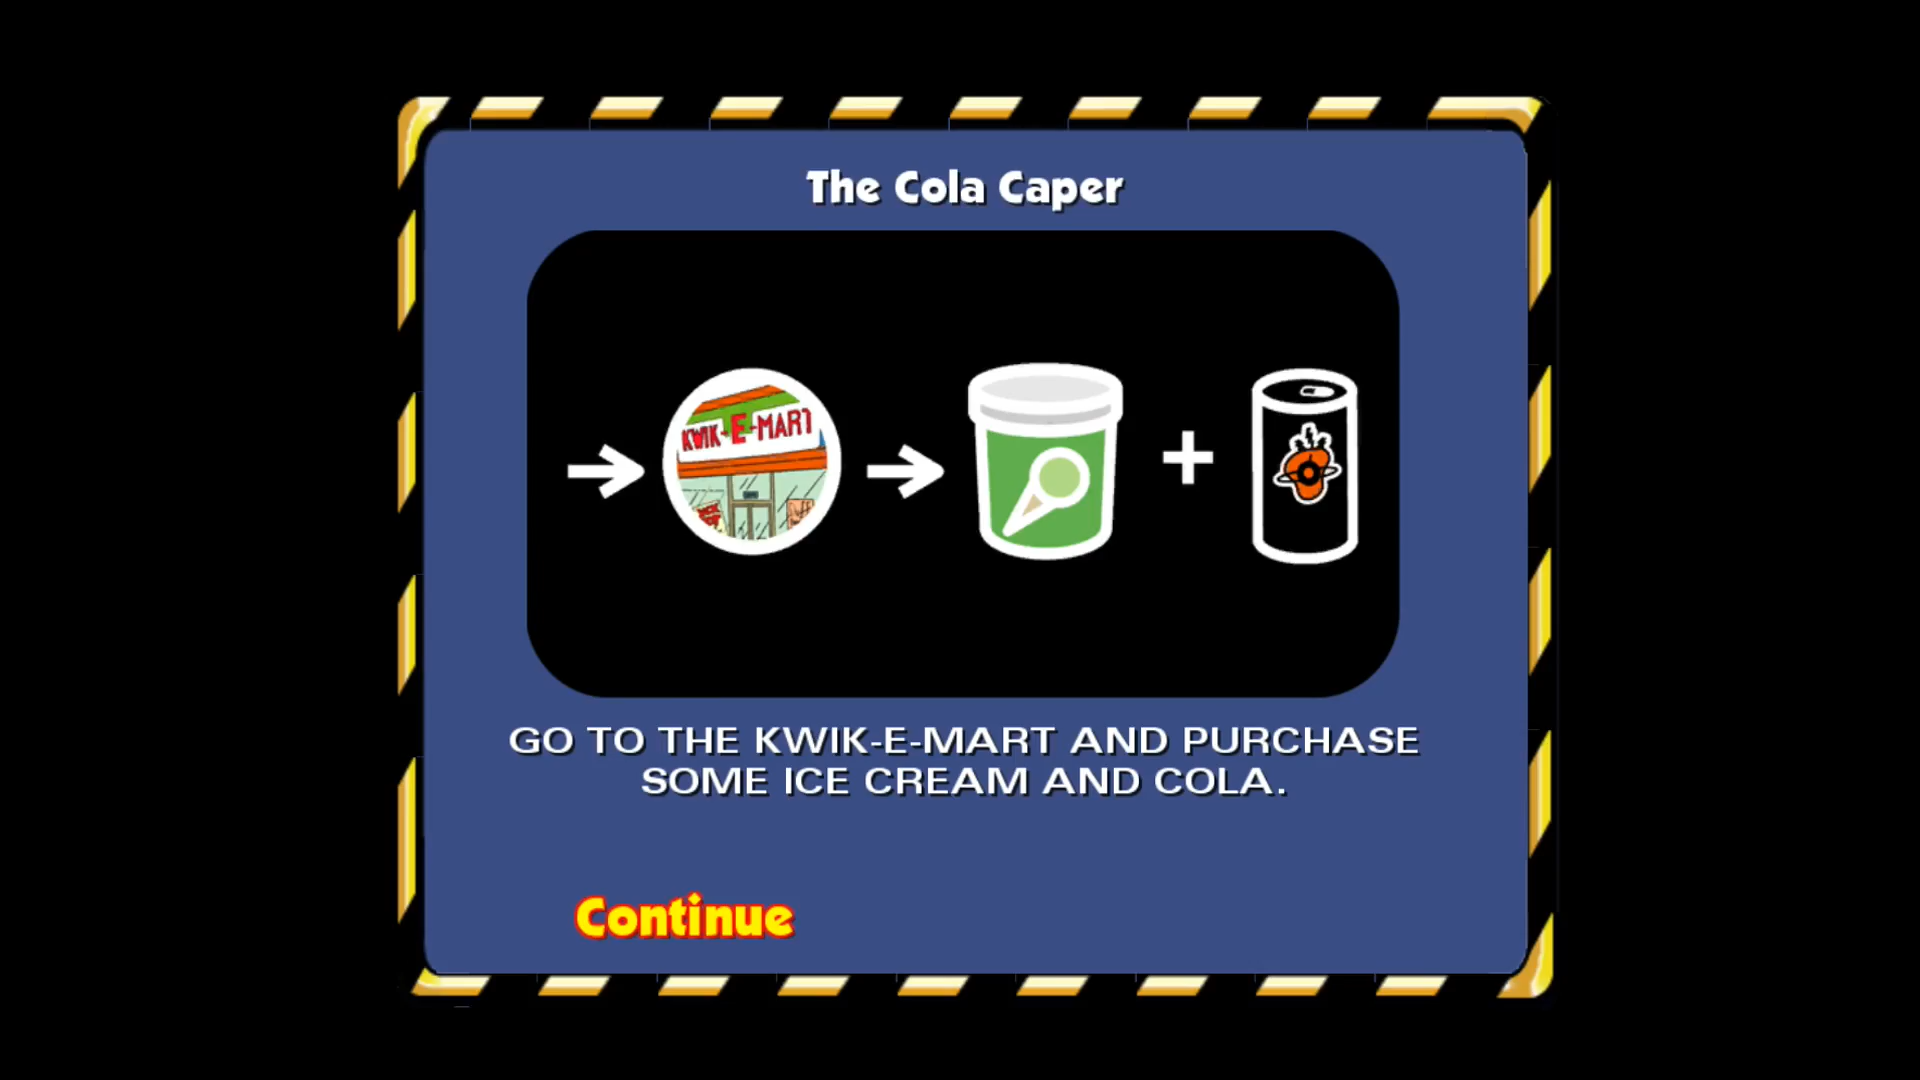 The Cola Caper
KWIK-E-MART
GO TO THE KWIK-E-MART AND PURCHASE
SOME ICE CREAM AND COLA.
Continue